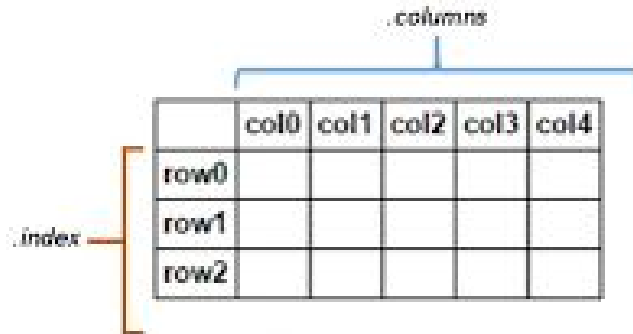 .columns
col0 col1 col2 col3 col4
row0
row1
.index
row2